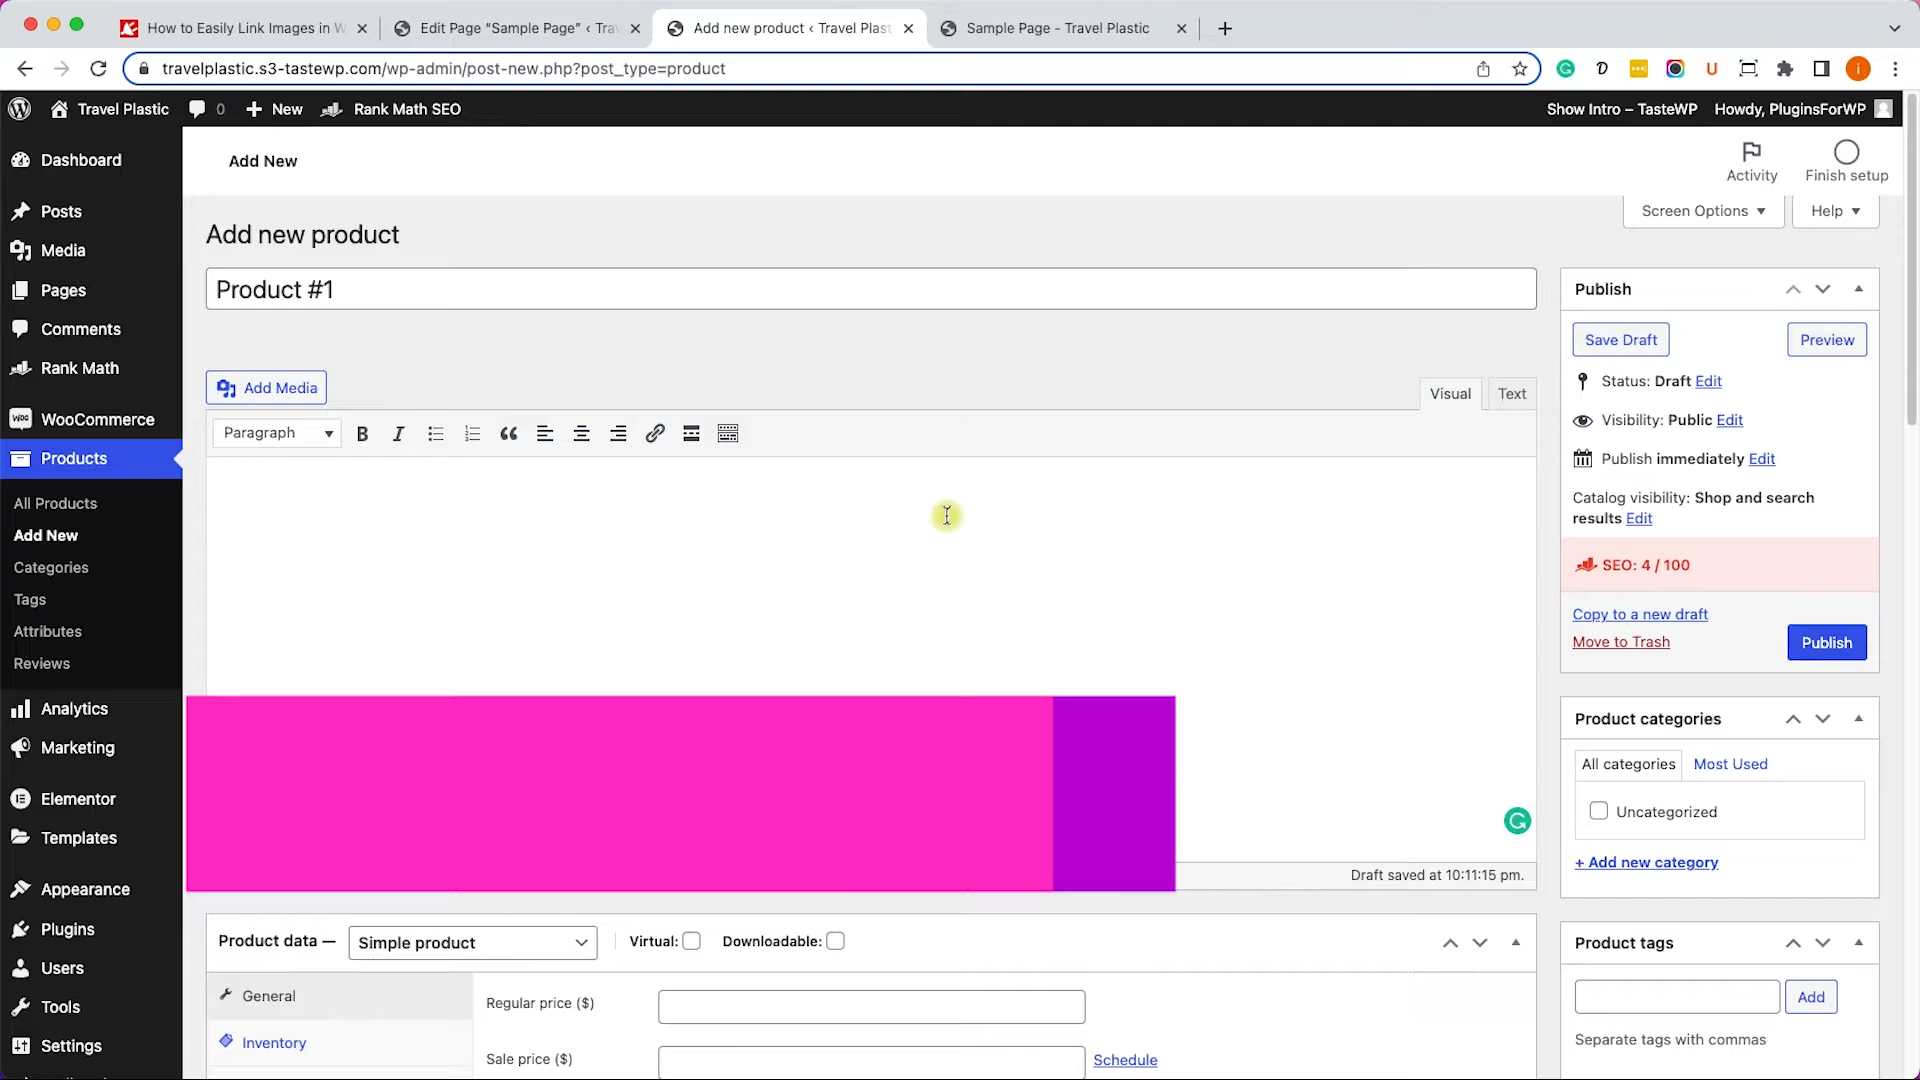 How to Easily Link Images in W
Edit Page “Sample Page” ‹ Tra
Add new product ‹ Travel Plast
Sample Page - Travel Plastic
travelplastic.s3-tastewp.com/wp-admin/post-new.php?post_type=product
Travel Plastic
0
New
Rank Math SEO
Show Intro – TasteWP
Howdy, PluginsForWP
Dashboard
Posts
Media
Pages
Comments
Rank Math
WooCommerce
Products
All Products
Add New
Categories
Tags
Attributes
Reviews
Analytics
Marketing
Elementor
Templates
Appearance
Plugins
Users
Tools
Settings
Add New
Activity
Finish setup
Screen Options
Help
Add new product
Product #1
Add Media
Visual
Text
Paragraph
Draft saved at 10:11:15 pm.
Product data —
Simple product
Virtual:
Downloadable:
General
Inventory
Regular price ($)
Sale price ($)
Schedule
Publish
Save Draft
Preview
Status: Draft Edit
Visibility: Public Edit
Publish immediately Edit
Catalog visibility: Shop and search
results Edit
SEO: 4 / 100
Copy to a new draft
Move to Trash
Publish
Product categories
All categories
Most Used
Uncategorized
+ Add new category
Product tags
Add
Separate tags with commas